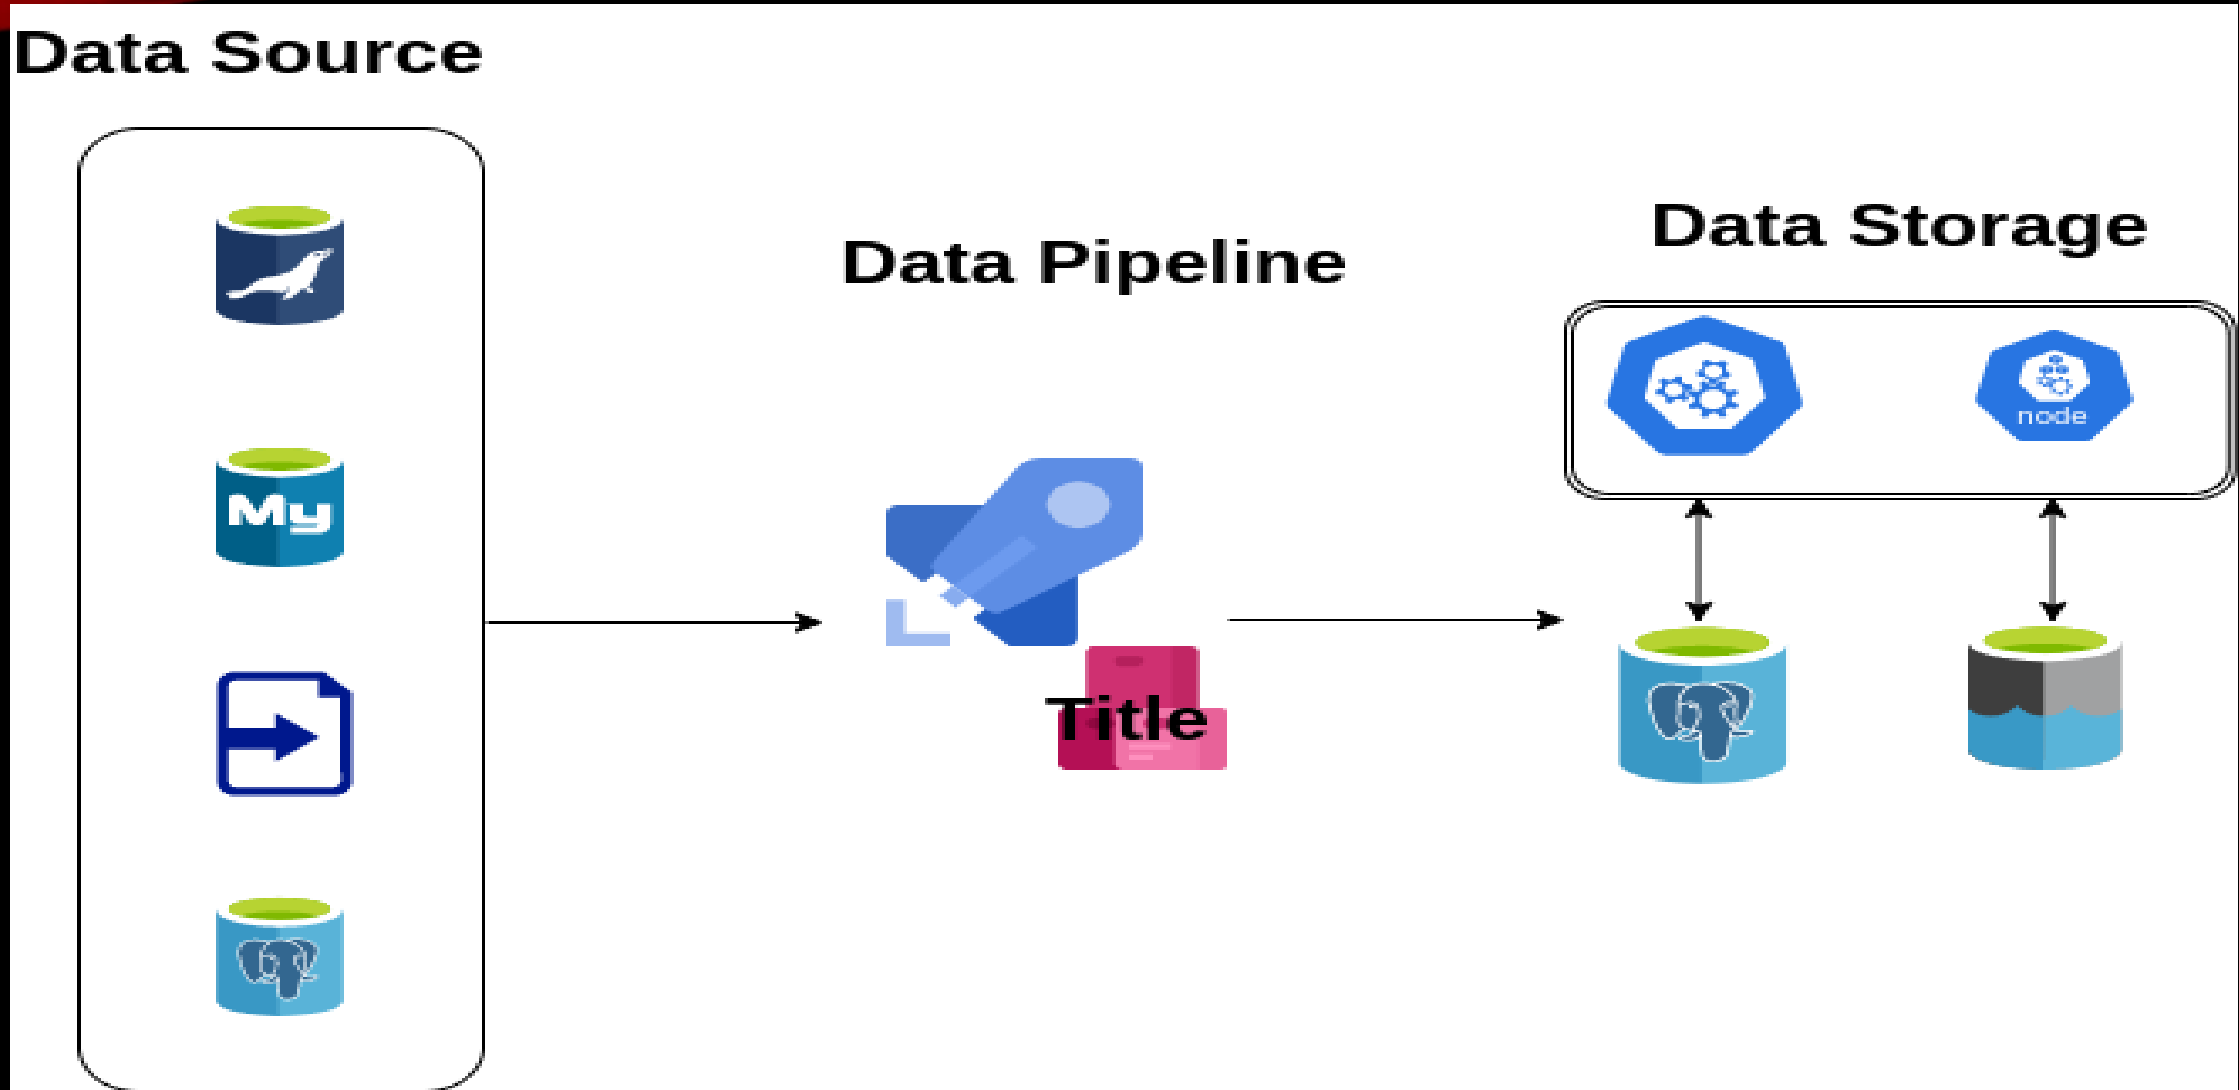 Data Source
Data Pipeline
Data Storage
node
My
Title